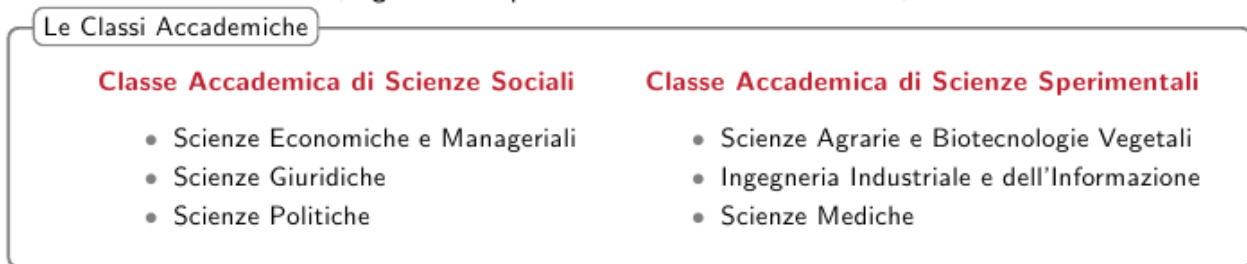 Le Classi Accademiche
Classe Accademica di Scienze Sociali
• Scienze Economiche e Manageriali
• Scienze Giuridiche
• Scienze Politiche
Classe Accademica di Scienze Sperimentali
• Scienze Agrarie e Biotecnologie Vegetali
• Ingegneria Industriale e dell'Informazione
• Scienze Mediche